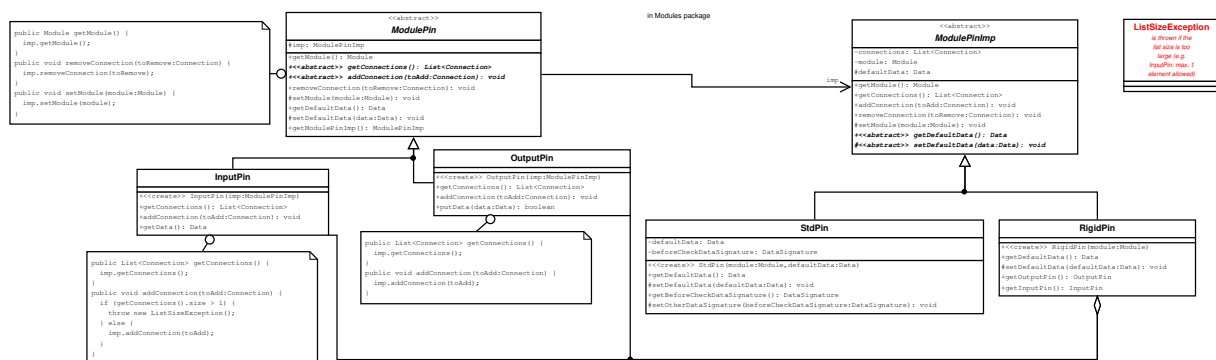 in Modules package
public Module getModule() {
imp.getModule();
}
public void removeConnection(toRemove:Connection) {
imp.removeConnection(toRemove);
}
public void setModule(module:Module) {
imp.setModule(module);
}
<<abstract>>
ModulePin
#imp: ModulePinImp
+getModule(): Module
+<<abstract>> getConnections(): List<Connection>
+<<abstract>> addConnection(toAdd:Connection): void
+removeConnection(toRemove:Connection): void
#setModule(module:Module): void
+getDefaultData(): Data
#setDefaultData(data:Data): void
+getModulePinImp(): ModulePinImp
imp
<<abstract>>
ModulePinImp
-connections: List<Connection>
-module: Module
#defaultData: Data
+getModule(): Module
+getConnections(): List<Connection>
+addConnection(toAdd:Connection): void
+removeConnection(toRemove:Connection): void
#setModule(module:Module): void
+<<abstract>> getDefaultData(): Data
#<<abstract>> setDefaultData(data:Data): void
ListSizeException
is thrown if the
list size is too
large (e.g.
InputPin: max. 1
element allowed)
InputPin
+<<create>> InputPin(imp:ModulePinImp)
+getConnections(): List<Connection>
+addConnection(toAdd:Connection): void
+getData(): Data
OutputPin
+<<create>> OutputPin(imp:ModulePinImp)
+getConnections(): List<Connection>
+addConnection(toAdd:Connection): void
+putData(data:Data): boolean
public List<Connection> getConnections() {
imp.getConnections();
}
public void addConnection(toAdd:Connection) {
if (getConnections().size > 1) {
throw new ListSizeException();
} else {
imp.addConnection(toAdd);
}
}
public List<Connection> getConnections() {
imp.getConnections();
}
public void addConnection(toAdd:Connection) {
imp.addConnection(toAdd);
}
StdPin
-defaultData: Data
-beforeCheckDataSignature: DataSignature
+<<create>> StdPin(module:Module,defaultData:Data)
+getDefaultData(): Data
#setDefaultData(defaultData:Data): void
+getBeforeCheckDataSignature(): DataSignature
#setOtherDataSignature(beforeCheckDataSignature:DataSignature): void
RigidPin
+<<create>> RigidPin(module:Module)
+getDefaultData(): Data
#setDefaultData(defaultData:Data): void
+getOutputPin(): OutputPin
+getInputPin(): InputPin